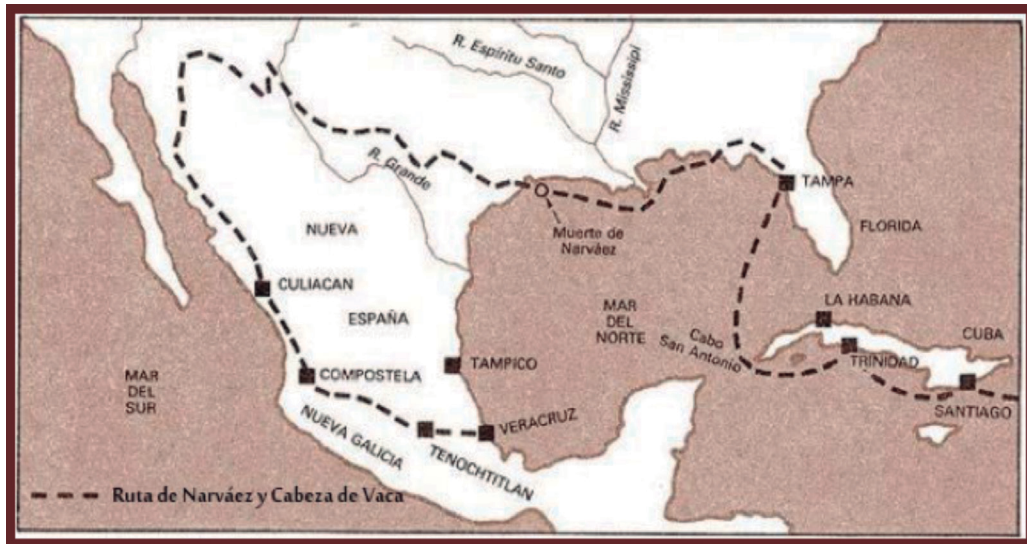 R. Espíritu Santo
R. Mississipi
R. Grande
TAMPA
FLORIDA
Muerte de
Narváez
NUEVA
ESPAÑA
CULIACAN
MAR
DEL
NORTE
LA HABANA
CUBA
Cabo
San Antonio
TRINIDAD
TAMPICO
COMPOSTELA
MAR
DEL
SUR
SANTIAGO
VERACRUZ
NUEVA GALICIA
TENOCHTITLAN
Ruta de Narváez y Cabeza de Vaca